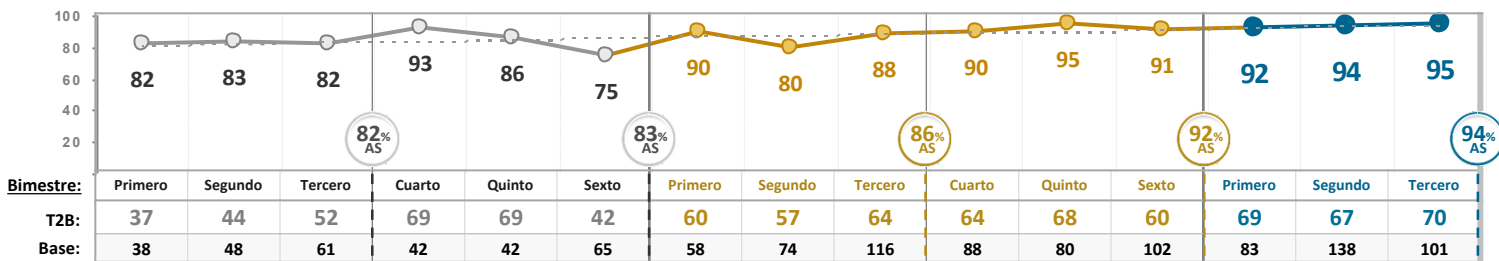 100
80
60
40
20
82 83 82 93 86 75 90 80 88 90 95 91 92 94 95
82% AS 83% AS 86% AS 92% AS 94% AS
Bimestre: Primero Segundo Tercero Cuarto Quinto Sexto Primero Segundo Tercero Cuarto Quinto Sexto Primero Segundo Tercero
T2B: 37 44 52 69 69 42 60 57 64 64 68 60 69 67 70
Base: 38 48 61 42 42 65 58 74 116 88 80 102 83 138 101